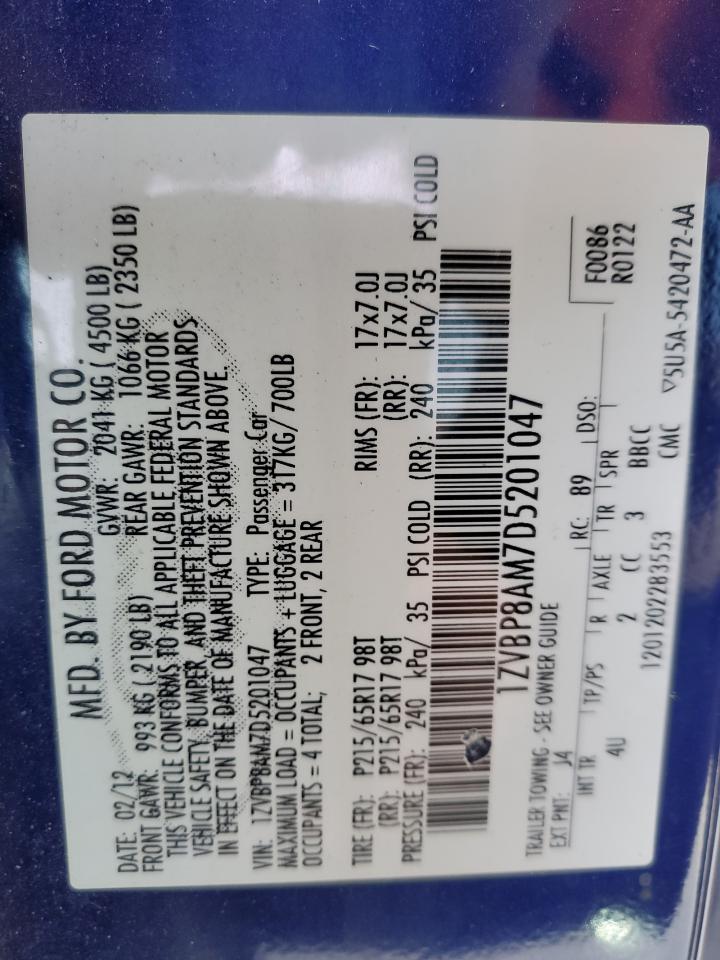 MFD. BY FORD MOTOR CO.
DATE: 02/12 GVWR: 2041 KG ( 4500 LB)
FRONT GAWR: 993 KG ( 2190 LB) REAR GAWR: 1066 KG ( 2350 LB)
THIS VEHICLE CONFORMS TO ALL APPLICABLE FEDERAL MOTOR
VEHICLE SAFETY, BUMPER, AND THEFT PREVENTION STANDARDS
IN EFFECT ON THE DATE OF MANUFACTURE SHOWN ABOVE.
VIN: 1ZVBP8AM7D5201047 TYPE: Passenger Car
MAXIMUM LOAD = OCCUPANTS + LUGGAGE = 317KG/ 700LB
OCCUPANTS = 4 TOTAL; 2 FRONT, 2 REAR
TIRE (FR): P215/65R17 98T RIMS (FR): 17x7.0J
(RR): P215/65R17 98T (RR): 17x7.0J
PRESSURE (FR): 240 kPa/ 35 PSI COLD (RR): 240 kPa/ 35 PSI COLD
1ZVBP8AM7D5201047
TRAILER TOWING - SEE OWNER GUIDE
F0086
R0122
EXT PNT: J4 RC: 89 DSO:
INT TR TP/PS R AXLE TR SPR
4U 2 CC 3 BBCC
1201202283553 CMC ▽5U5A-5420472-AA